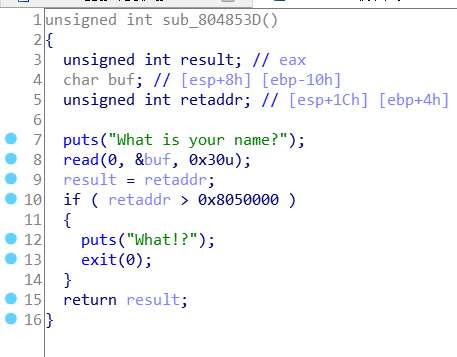 1 unsigned int sub_804853D()
2 {
3   unsigned int result; // eax
4   char buf; // [esp+8h] [ebp-10h]
5   unsigned int retaddr; // [esp+1Ch] [ebp+4h]
6
7   puts("What is your name?");
8   read(0, &buf, 0x30u);
9   result = retaddr;
10   if ( retaddr > 0x8050000 )
11   {
12     puts("What!?");
13     exit(0);
14   }
15   return result;
16 }